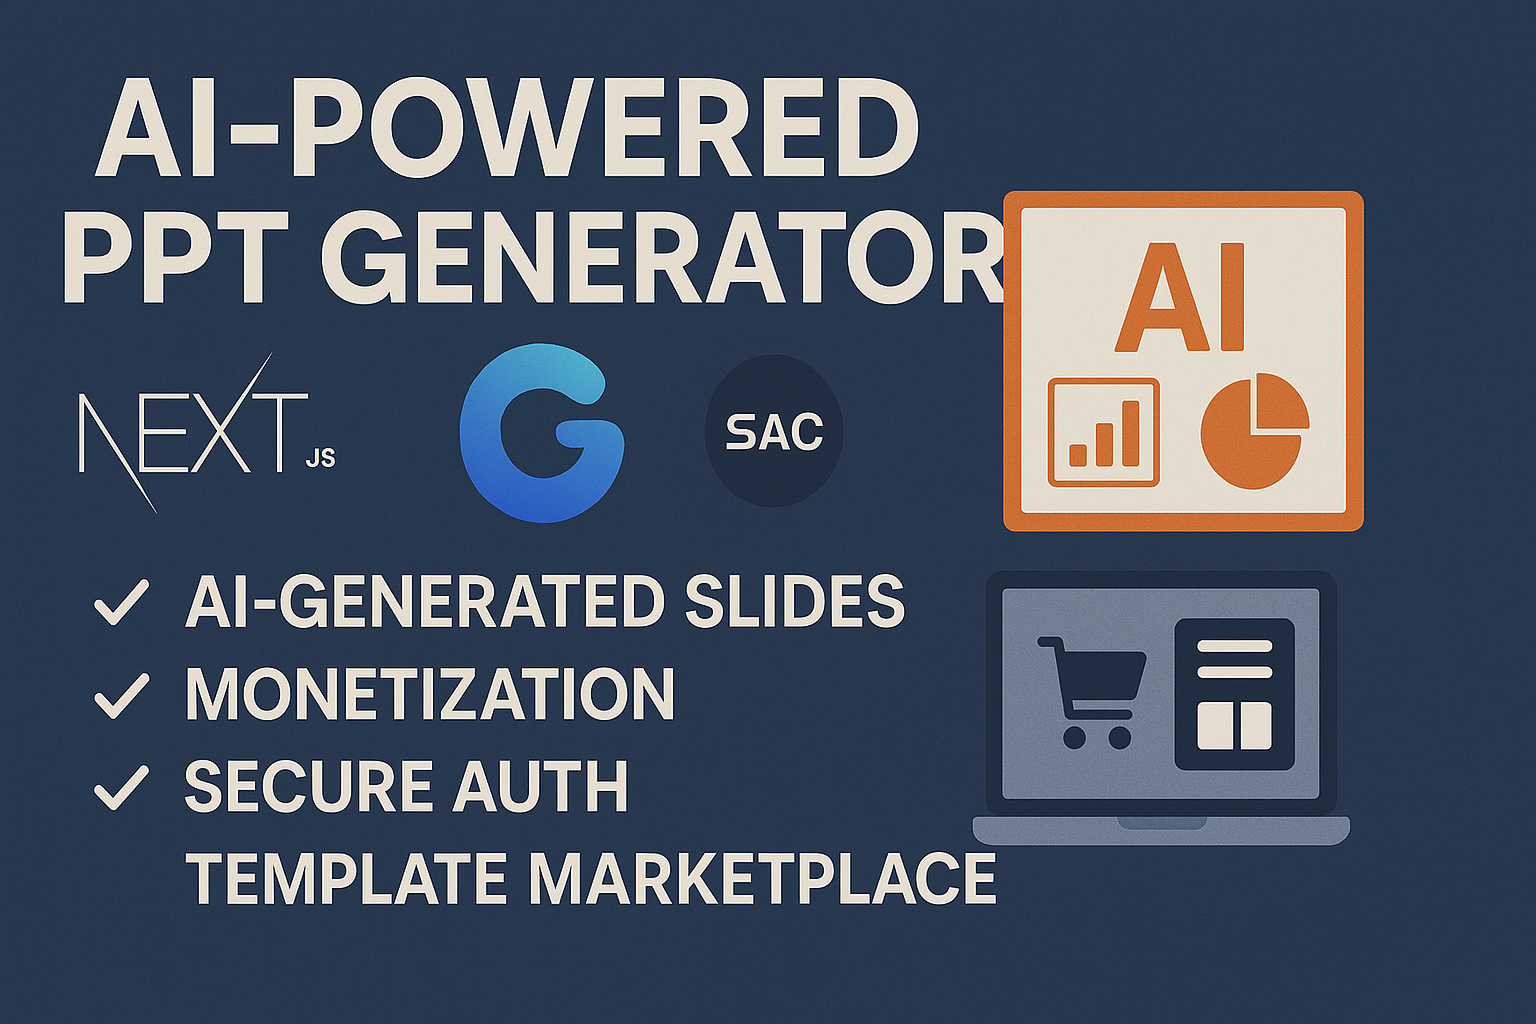 AI-POWERED
PPT GENERATOR
NEXT.JS
G
SAC
AI
AI-GENERATED SLIDES
MONETIZATION
SECURE AUTH
TEMPLATE MARKETPLACE